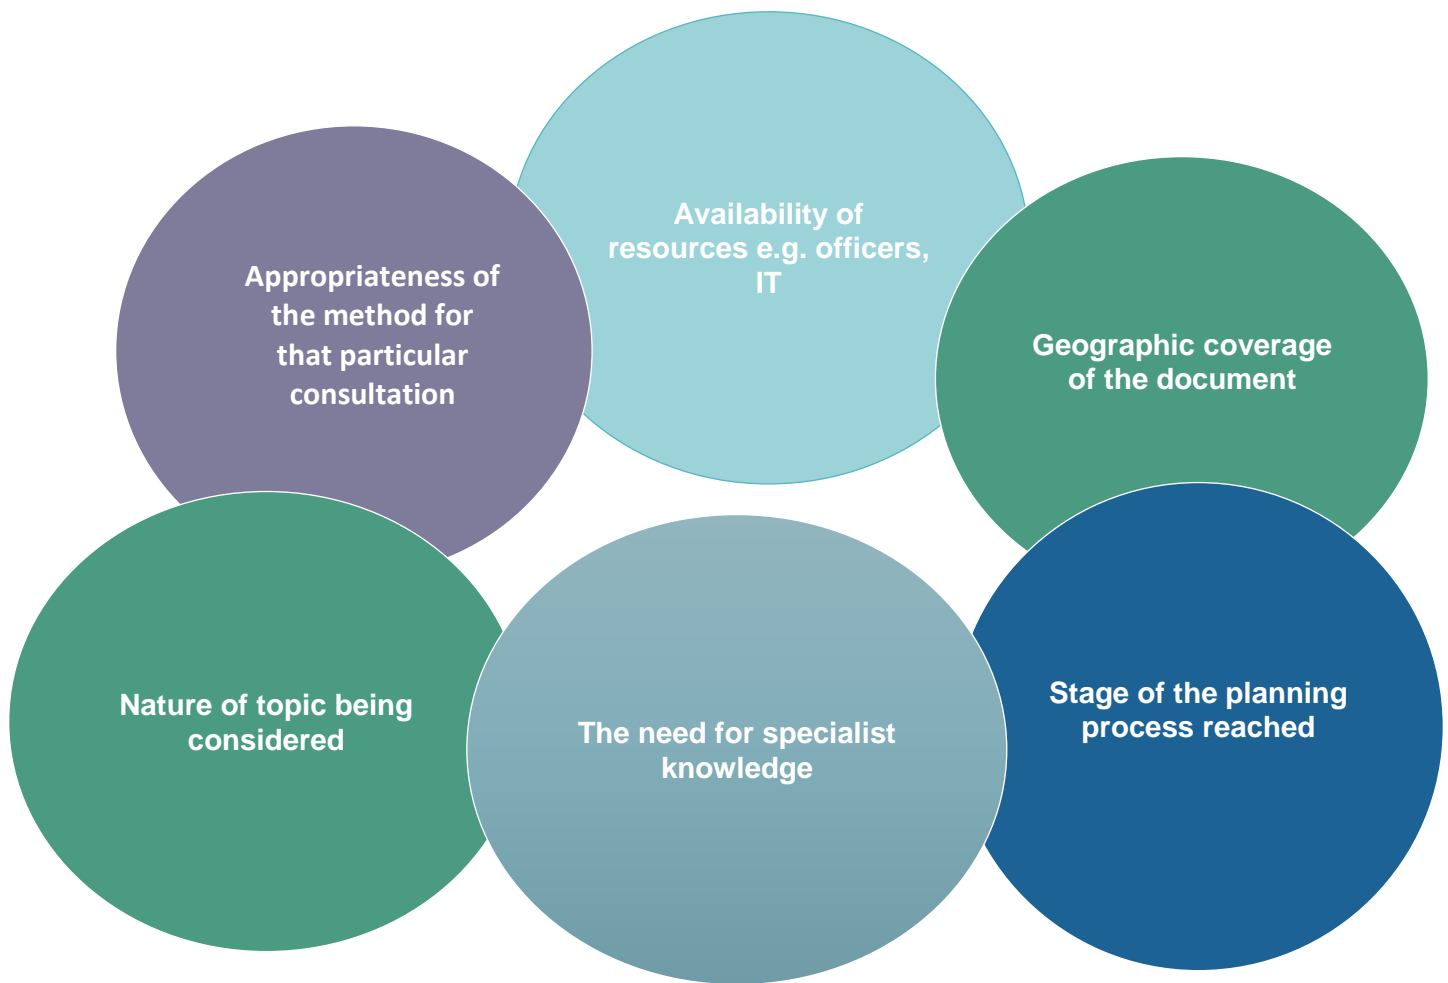 Availability of
resources e.g. officers,
IT
Appropriateness of
the method for
that particular
consultation
Geographic coverage
of the document
Nature of topic being
considered
The need for specialist
knowledge
Stage of the planning
process reached